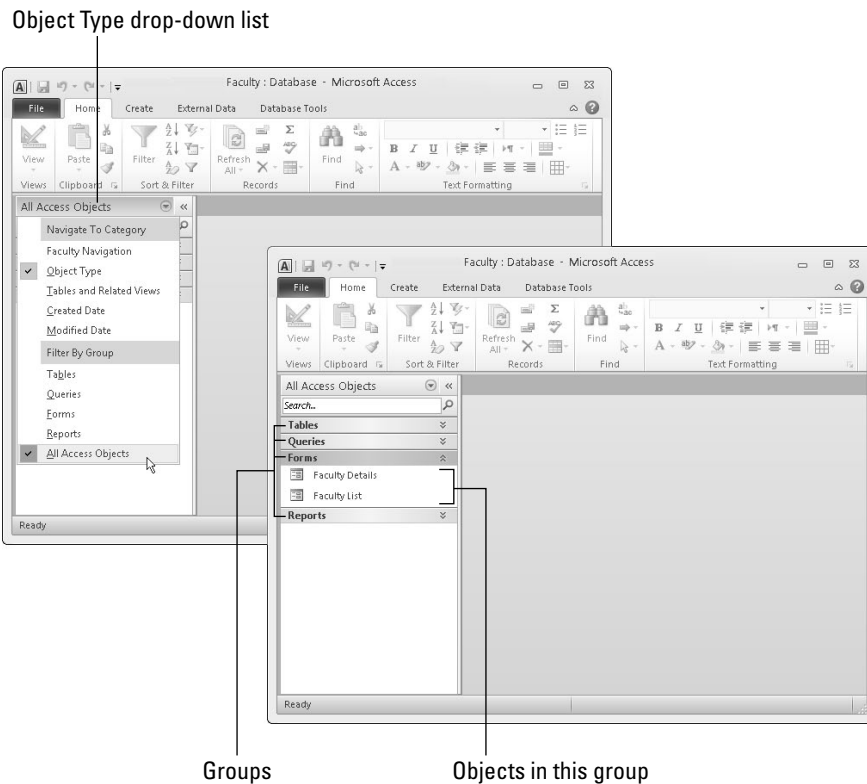 Object Type drop-down list
Faculty : Database - Microsoft Access
File Home Create External Data Database Tools
View Paste Filter Refresh All Find
B I U
A ab
Views Clipboard Sort & Filter Records Find Text Formatting
All Access Objects
Navigate To Category
Faculty Navigation
Object Type
Tables and Related Views
Created Date
Modified Date
Filter By Group
Tables
Queries
Forms
Reports
All Access Objects
Ready
Faculty : Database - Microsoft Access
File Home Create External Data Database Tools
View Paste Filter Refresh All Find
B I U
A ab
Views Clipboard Sort & Filter Records Find Text Formatting
All Access Objects
Search...
Tables
Queries
Forms
Faculty Details
Faculty List
Reports
Ready
Groups Objects in this group